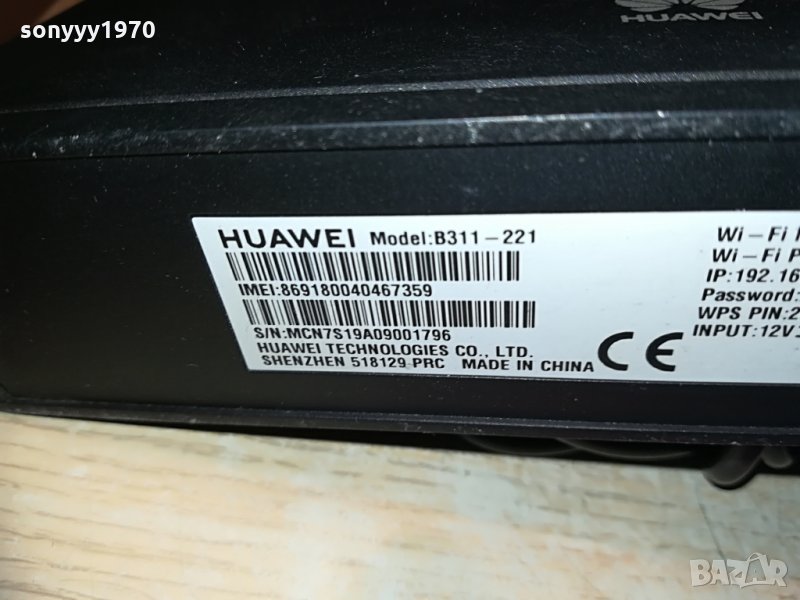 sonyyy1970
HUAWEI
HUAWEI Model:B311-221
IMEI:869180040467359
S/N:MCN7S19A09001796
HUAWEI TECHNOLOGIES CO., LTD.
SHENZHEN 518129 PRC MADE IN CHINA
CE
Wi-Fi
Wi-Fi P
IP:192.16
Password:
WPS PIN:2
INPUT:12V
BAZAR